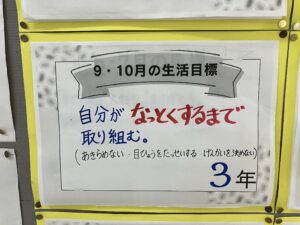 9・10月の生活目標
自分が なっとくするまで
取り組む。
(あきらめない・目ひょうをたっせいする げんかいを決めない)
3年